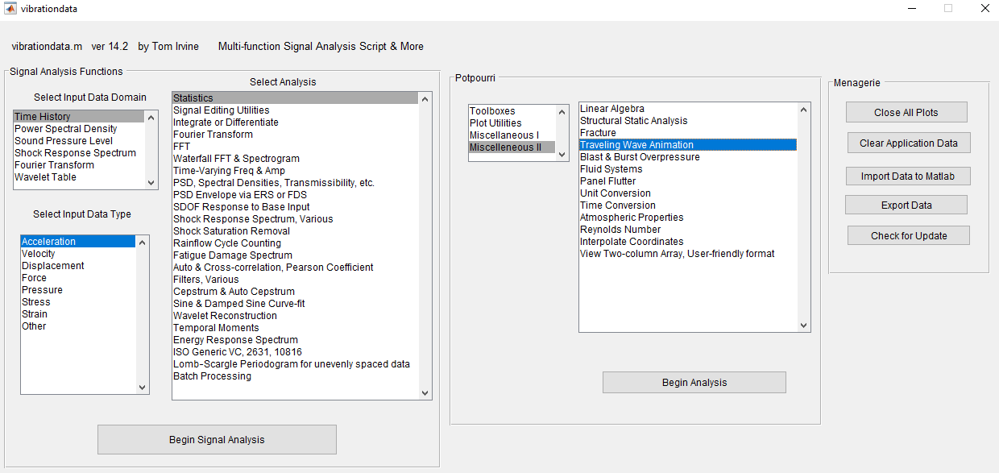 vibrationdata
vibrationdata.m ver 14.2 by Tom Irvine Multi-function Signal Analysis Script & More
Signal Analysis Functions
Select Input Data Domain
Time History
Power Spectral Density
Sound Pressure Level
Shock Response Spectrum
Fourier Transform
Wavelet Table
Select Input Data Type
Acceleration
Velocity
Displacement
Force
Pressure
Stress
Strain
Other
Select Analysis
Statistics
Signal Editing Utilities
Integrate or Differentiate
Fourier Transform
FFT
Waterfall FFT & Spectrogram
Time-Varying Freq & Amp
PSD, Spectral Densities, Transmissibility, etc.
PSD Envelope via ERS or FDS
SDOF Response to Base Input
Shock Response Spectrum, Various
Shock Saturation Removal
Rainflow Cycle Counting
Fatigue Damage Spectrum
Auto & Cross-correlation, Pearson Coefficient
Filters, Various
Cepstrum & Auto Cepstrum
Sine & Damped Sine Curve-fit
Wavelet Reconstruction
Temporal Moments
Energy Response Spectrum
ISO Generic VC, 2631, 10816
Lomb-Scargle Periodogram for unevenly spaced data
Batch Processing
Begin Signal Analysis
Potpourri
Toolboxes
Plot Utilities
Miscellaneous I
Miscelleneous II
Linear Algebra
Structural Static Analysis
Fracture
Traveling Wave Animation
Blast & Burst Overpressure
Fluid Systems
Panel Flutter
Unit Conversion
Time Conversion
Atmospheric Properties
Reynolds Number
Interpolate Coordinates
View Two-column Array, User-friendly format
Begin Analysis
Menagerie
Close All Plots
Clear Application Data
Import Data to Matlab
Export Data
Check for Update